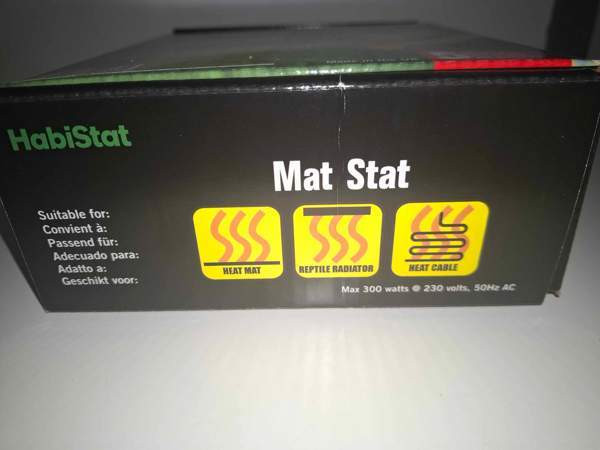 HabiStat
Mat Stat
Suitable for:
Convient à:
Passend für:
Adecuado para:
Adatto a:
Geschikt voor:
HEAT MAT
REPTILE RADIATOR
HEAT CABLE
Max 300 watts @ 230 volts, 50Hz AC